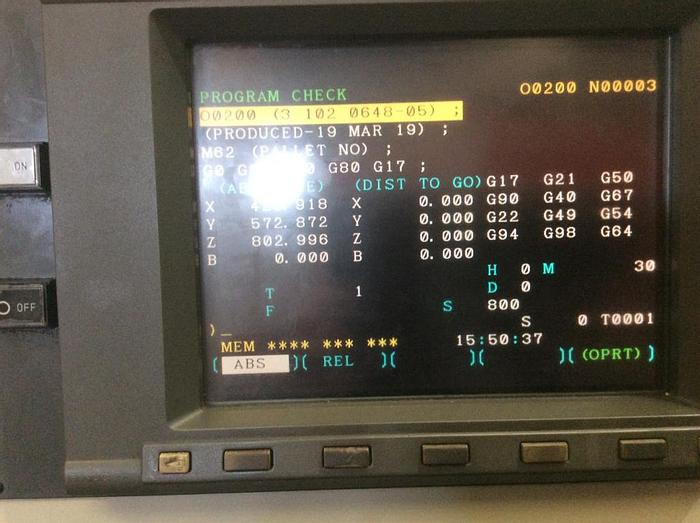 PROGRAM CHECK O0200 N00003
O0200 (3 102 0648-05) ;
(PRODUCED-19 MAR 19) ;
M62 (PALLET NO) ;
G80 G17 ;
(DIST TO GO) G17 G21 G50
X 918 X 0.000 G90 G40 G67
Y 572.872 Y 0.000 G22 G49 G54
Z 802.996 Z 0.000 G94 G98 G64
B 0.000 B 0.000
H 0 M 30
T 1 D 0
F S 800
S 0 T0001
)_
MEM **** *** *** 15:50:37
( ABS )( REL )( )( )( (OPRT) )
ON
OFF